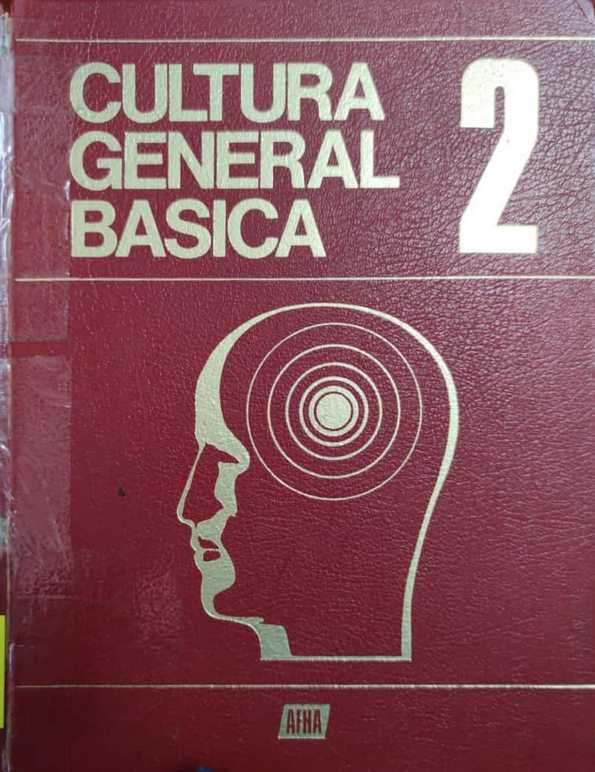 CULTURA
GENERAL
BASICA
2
AFHA